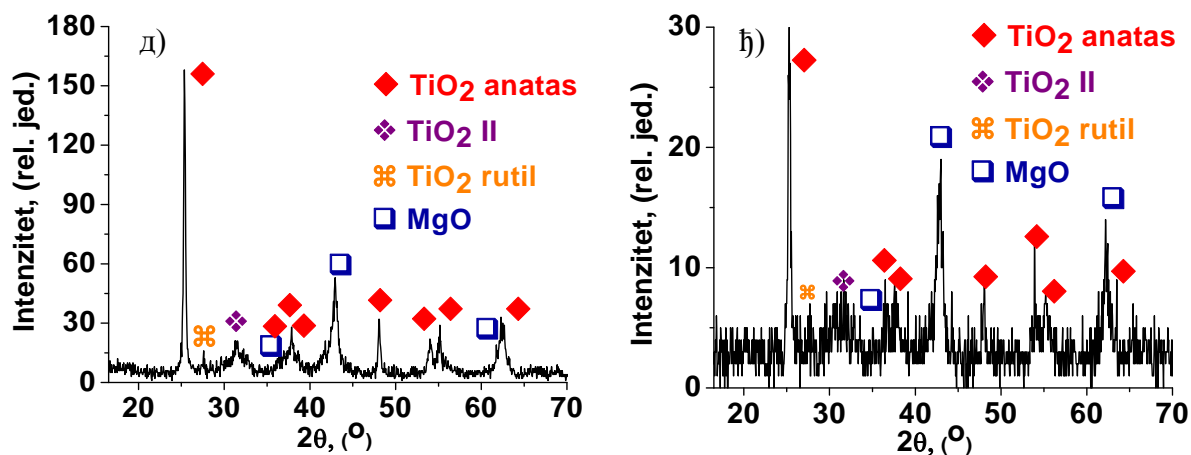 д)
Intenzitet, (rel. jed.)
180
150
120
90
60
30
0
TiO2 anatas
TiO2 II
TiO2 rutil
MgO
20 30 40 50 60 70
2θ, (o)
ђ)
Intenzitet, (rel. jed.)
30
20
10
0
TiO2 anatas
TiO2 II
TiO2 rutil
MgO
20 30 40 50 60 70
2θ, (o)